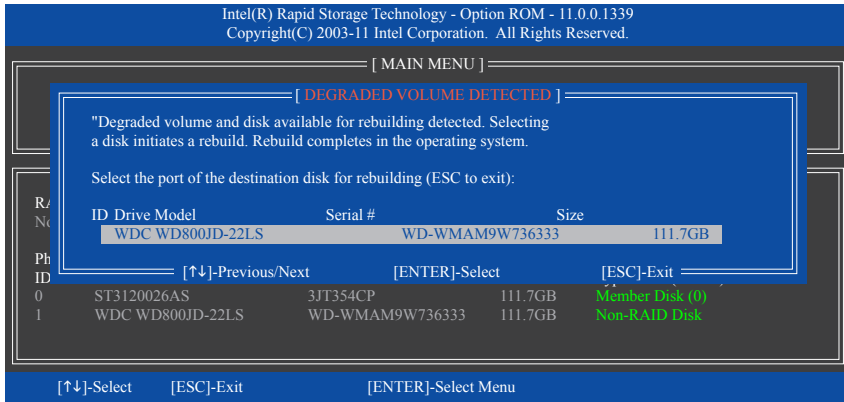 Intel(R) Rapid Storage Technology - Option ROM - 11.0.0.1339
Copyright(C) 2003-11 Intel Corporation. All Rights Reserved.
[ MAIN MENU ]
[ DEGRADED VOLUME DETECTED ]
"Degraded volume and disk available for rebuilding detected. Selecting
a disk initiates a rebuild. Rebuild completes in the operating system.
Select the port of the destination disk for rebuilding (ESC to exit):
ID Drive Model Serial # Size
WDC WD800JD-22LS WD-WMAM9W736333 111.7GB
[↑↓]-Previous/Next [ENTER]-Select [ESC]-Exit
ID
0 ST3120026AS 3JT354CP 111.7GB Member Disk (0)
1 WDC WD800JD-22LS WD-WMAM9W736333 111.7GB Non-RAID Disk
[↑↓]-Select [ESC]-Exit [ENTER]-Select Menu